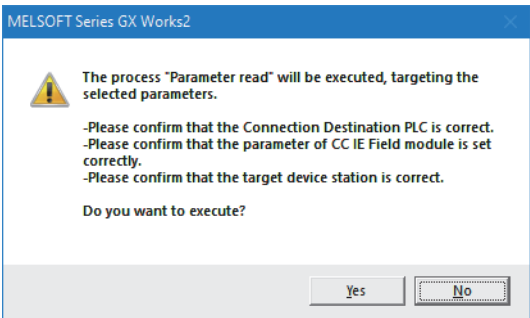 MELSOFT Series GX Works2
The process "Parameter read" will be executed, targeting the
selected parameters.
-Please confirm that the Connection Destination PLC is correct.
-Please confirm that the parameter of CC IE Field module is set
correctly.
-Please confirm that the target device station is correct.
Do you want to execute?
Yes
No